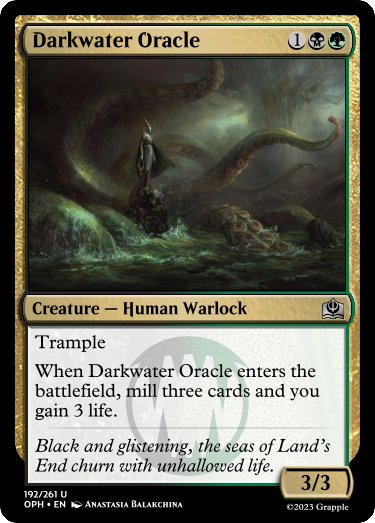 Darkwater Oracle 1
Creature — Human Warlock
Trample
When Darkwater Oracle enters the
battlefield, mill three cards and you
gain 3 life.
Black and glistening, the seas of Land's
End churn with unhallowed life.
3/3
192/261 U
OPH • EN Anastasia Balakchina
©2023 Grapple